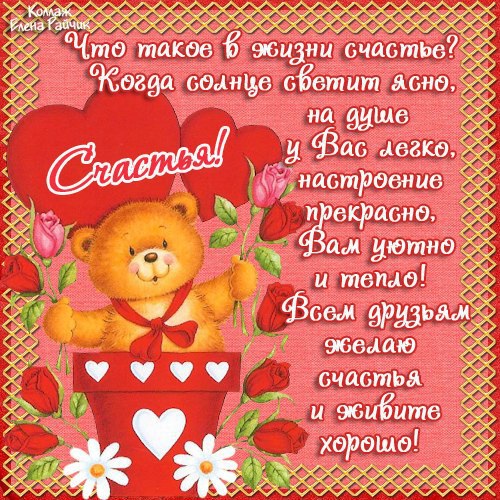 Коллаж
Елена Райчик
Что такое в жизни счастье?
Когда солнце светит ясно,
на душе
у Вас легко,
настроение
прекрасно,
Вам уютно
и тепло!
Всем друзьям
желаю
счастья
и живите
хорошо!
Счастья!